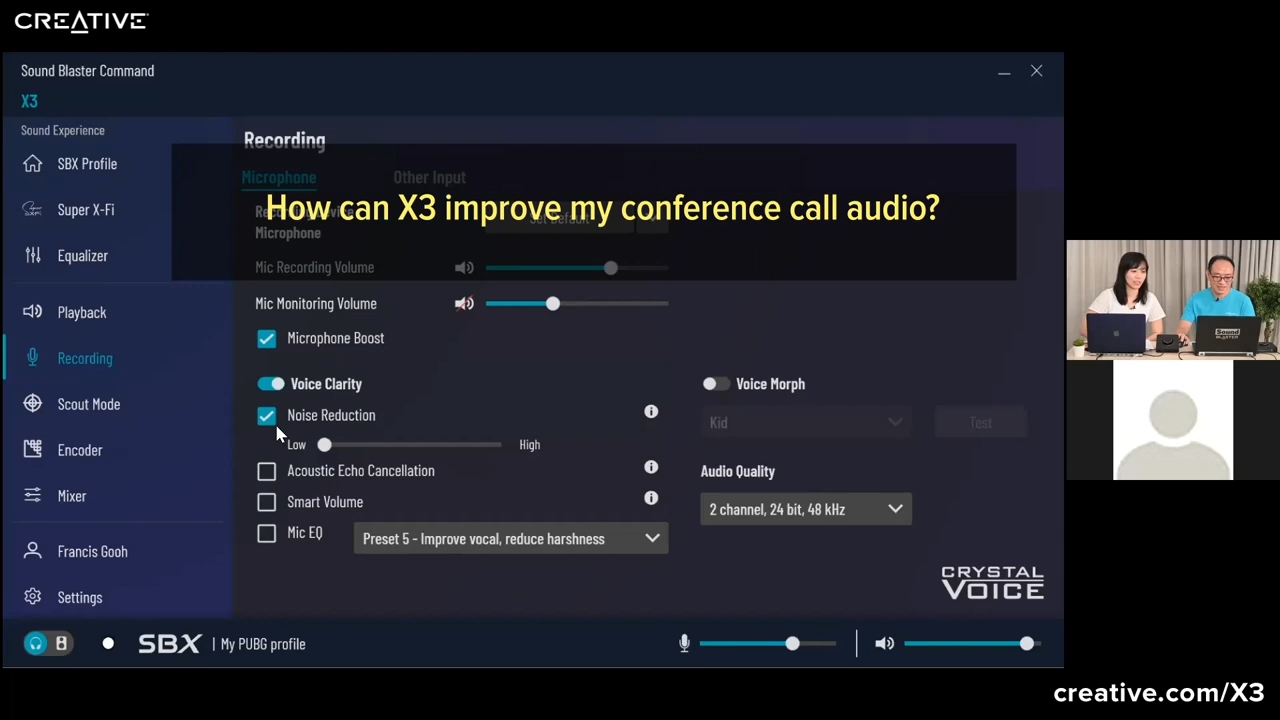 CREATIVE
Sound Blaster Command
X3
Sound Experience
SBX Profile
Super X-Fi
Equalizer
Playback
Recording
Scout Mode
Encoder
Mixer
Francis Gooh
Settings
Recording
Microphone
Other Input
How can X3 improve my conference call audio?
Microphone
Mic Recording Volume
Mic Monitoring Volume
Microphone Boost
Voice Clarity
Noise Reduction
Low
High
Acoustic Echo Cancellation
Smart Volume
Mic EQ
Preset 5 - Improve vocal, reduce harshness
Voice Morph
Kid
Test
Audio Quality
2 channel, 24 bit, 48 kHz
CRYSTAL
VOICE
SBX | My PUBG profile
Sound
BLASTER
creative.com/X3